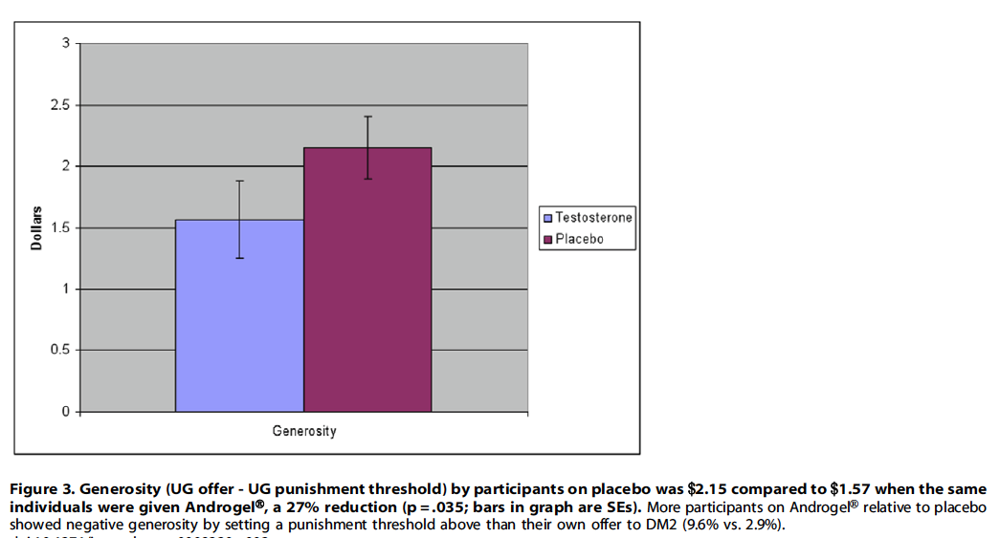 3
2.5
2
1.5
1
0.5
0
Dollars
Generosity
Testosterone
Placebo
Figure 3. Generosity (UG offer - UG punishment threshold) by participants on placebo was $2.15 compared to $1.57 when the same
individuals were given Androgel®, a 27% reduction (p = .035; bars in graph are SEs). More participants on Androgel® relative to placebo
showed negative generosity by setting a punishment threshold above than their own offer to DM2 (9.6% vs. 2.9%).